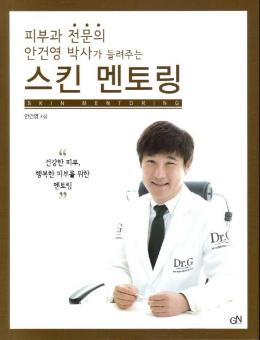 피부과 전문의
안건영 박사가 들려주는
스킨 멘토링
SKIN MENTORING
안건영 지음
“
건강한 피부,
행복한 피부를 위한
멘토링
”
Dr.G
Dr.G
GN